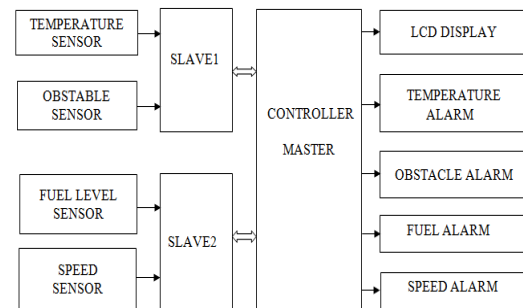 TEMPERATURE
SENSOR
OBSTABLE
SENSOR
SLAVE1
FUEL LEVEL
SENSOR
SPEED
SENSOR
SLAVE2
CONTROLLER
MASTER
LCD DISPLAY
TEMPERATURE
ALARM
OBSTACLE ALARM
FUEL ALARM
SPEED ALARM